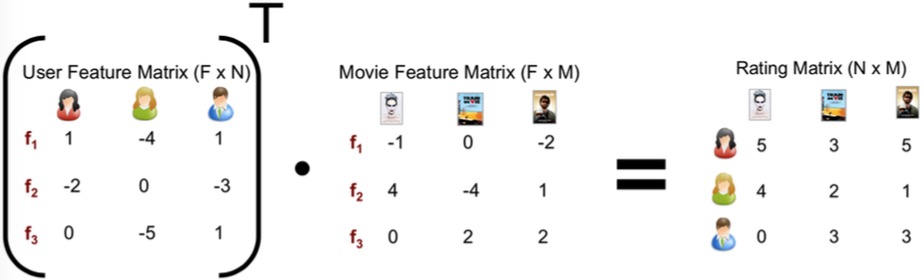 T
User Feature Matrix (F x N)
Movie Feature Matrix (F x M)
Rating Matrix (N x M)
f1 1 -4 1
f1 -1 0 -2
5 3 5
f2 -2 0 -3
f2 4 -4 1
4 2 1
f3 0 -5 1
f3 0 2 2
0 3 3
•
=